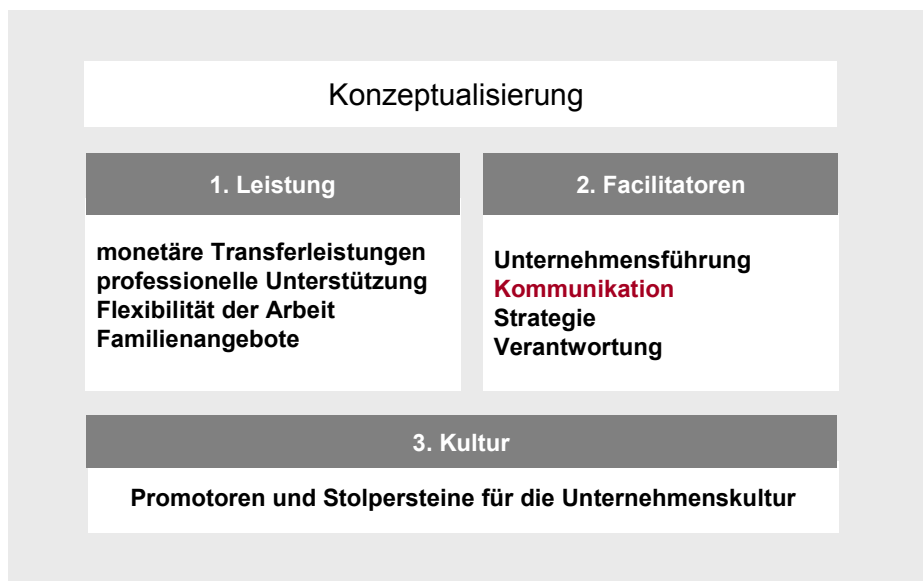 Konzeptualisierung
1. Leistung
monetäre Transferleistungen
professionelle Unterstützung
Flexibilität der Arbeit
Familienangebote
2. Facilitatoren
Unternehmensführung
Kommunikation
Strategie
Verantwortung
3. Kultur
Promotoren und Stolpersteine für die Unternehmenskultur